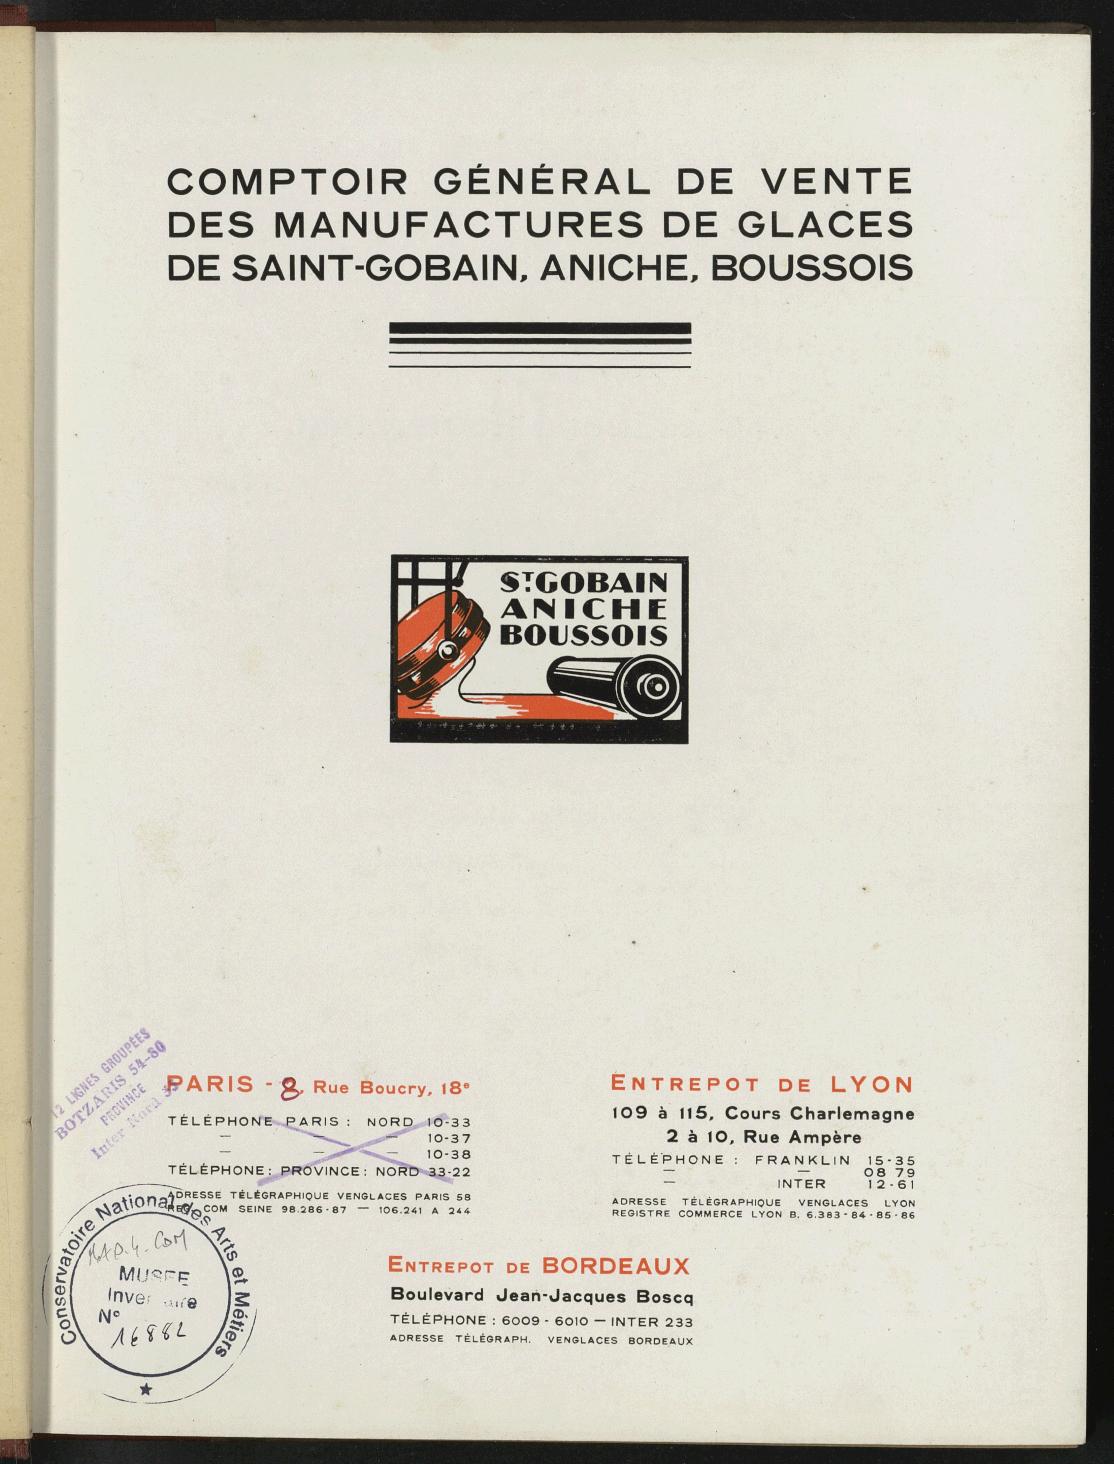 COMPTOIR GÉNÉRAL DE VENTE
DES MANUFACTURES DE GLACES
DE SAINT-GOBAIN, ANICHE, BOUSSOIS
ST GOBAIN
ANICHE
BOUSSOIS
12 LIGNES GROUPÉES
BOTZARIS 54-80
PROVINCE
Inter Nord
PARIS - 8, Rue Boucry, 18e
TÉLÉPHONE PARIS : NORD 10-33
— — — 10-37
— — — 10-38
TÉLÉPHONE : PROVINCE : NORD 33-22
ADRESSE TÉLÉGRAPHIQUE VENGLACES PARIS 58
REG. COM SEINE 98.286-87 — 106.241 A 244
ENTREPOT DE LYON
109 à 115, Cours Charlemagne
2 à 10, Rue Ampère
TÉLÉPHONE : FRANKLIN 15-35
— — 08 79
— INTER 12-61
ADRESSE TÉLÉGRAPHIQUE VENGLACES LYON
REGISTRE COMMERCE LYON B. 6.383-84-85-86
ENTREPOT DE BORDEAUX
Boulevard Jean-Jacques Boscq
TÉLÉPHONE : 6009 - 6010 — INTER 233
ADRESSE TÉLÉGRAPH. VENGLACES BORDEAUX
Conservatoire National des Arts et Métiers
MUSEE
Inventaire
N°
16882